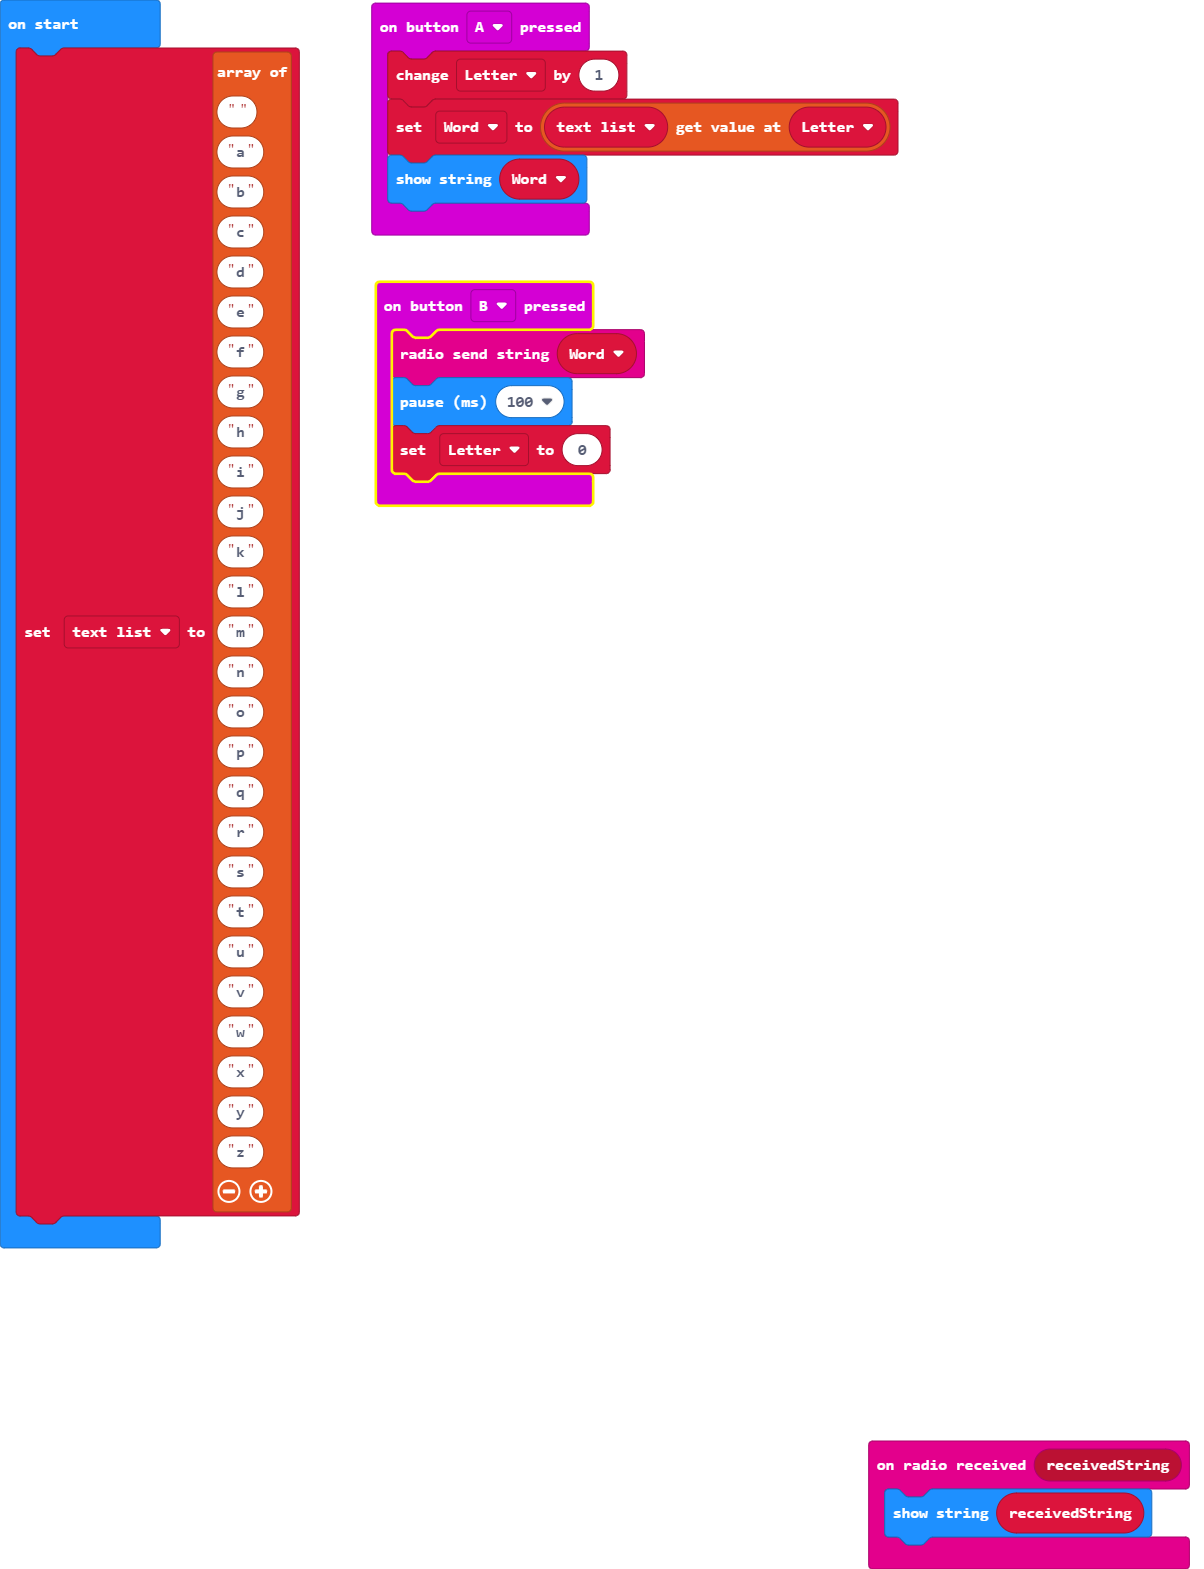 on start
array of
" "
"a"
"b"
"c"
"d"
"e"
"f"
"g"
"h"
"i"
"j"
"k"
"l"
set text list to "m"
"n"
"o"
"p"
"q"
"r"
"s"
"t"
"u"
"v"
"w"
"x"
"y"
"z"
on button A pressed
change Letter by 1
set Word to text list get value at Letter
show string Word
on button B pressed
radio send string Word
pause (ms) 100
set Letter to 0
on radio received receivedString
show string receivedString